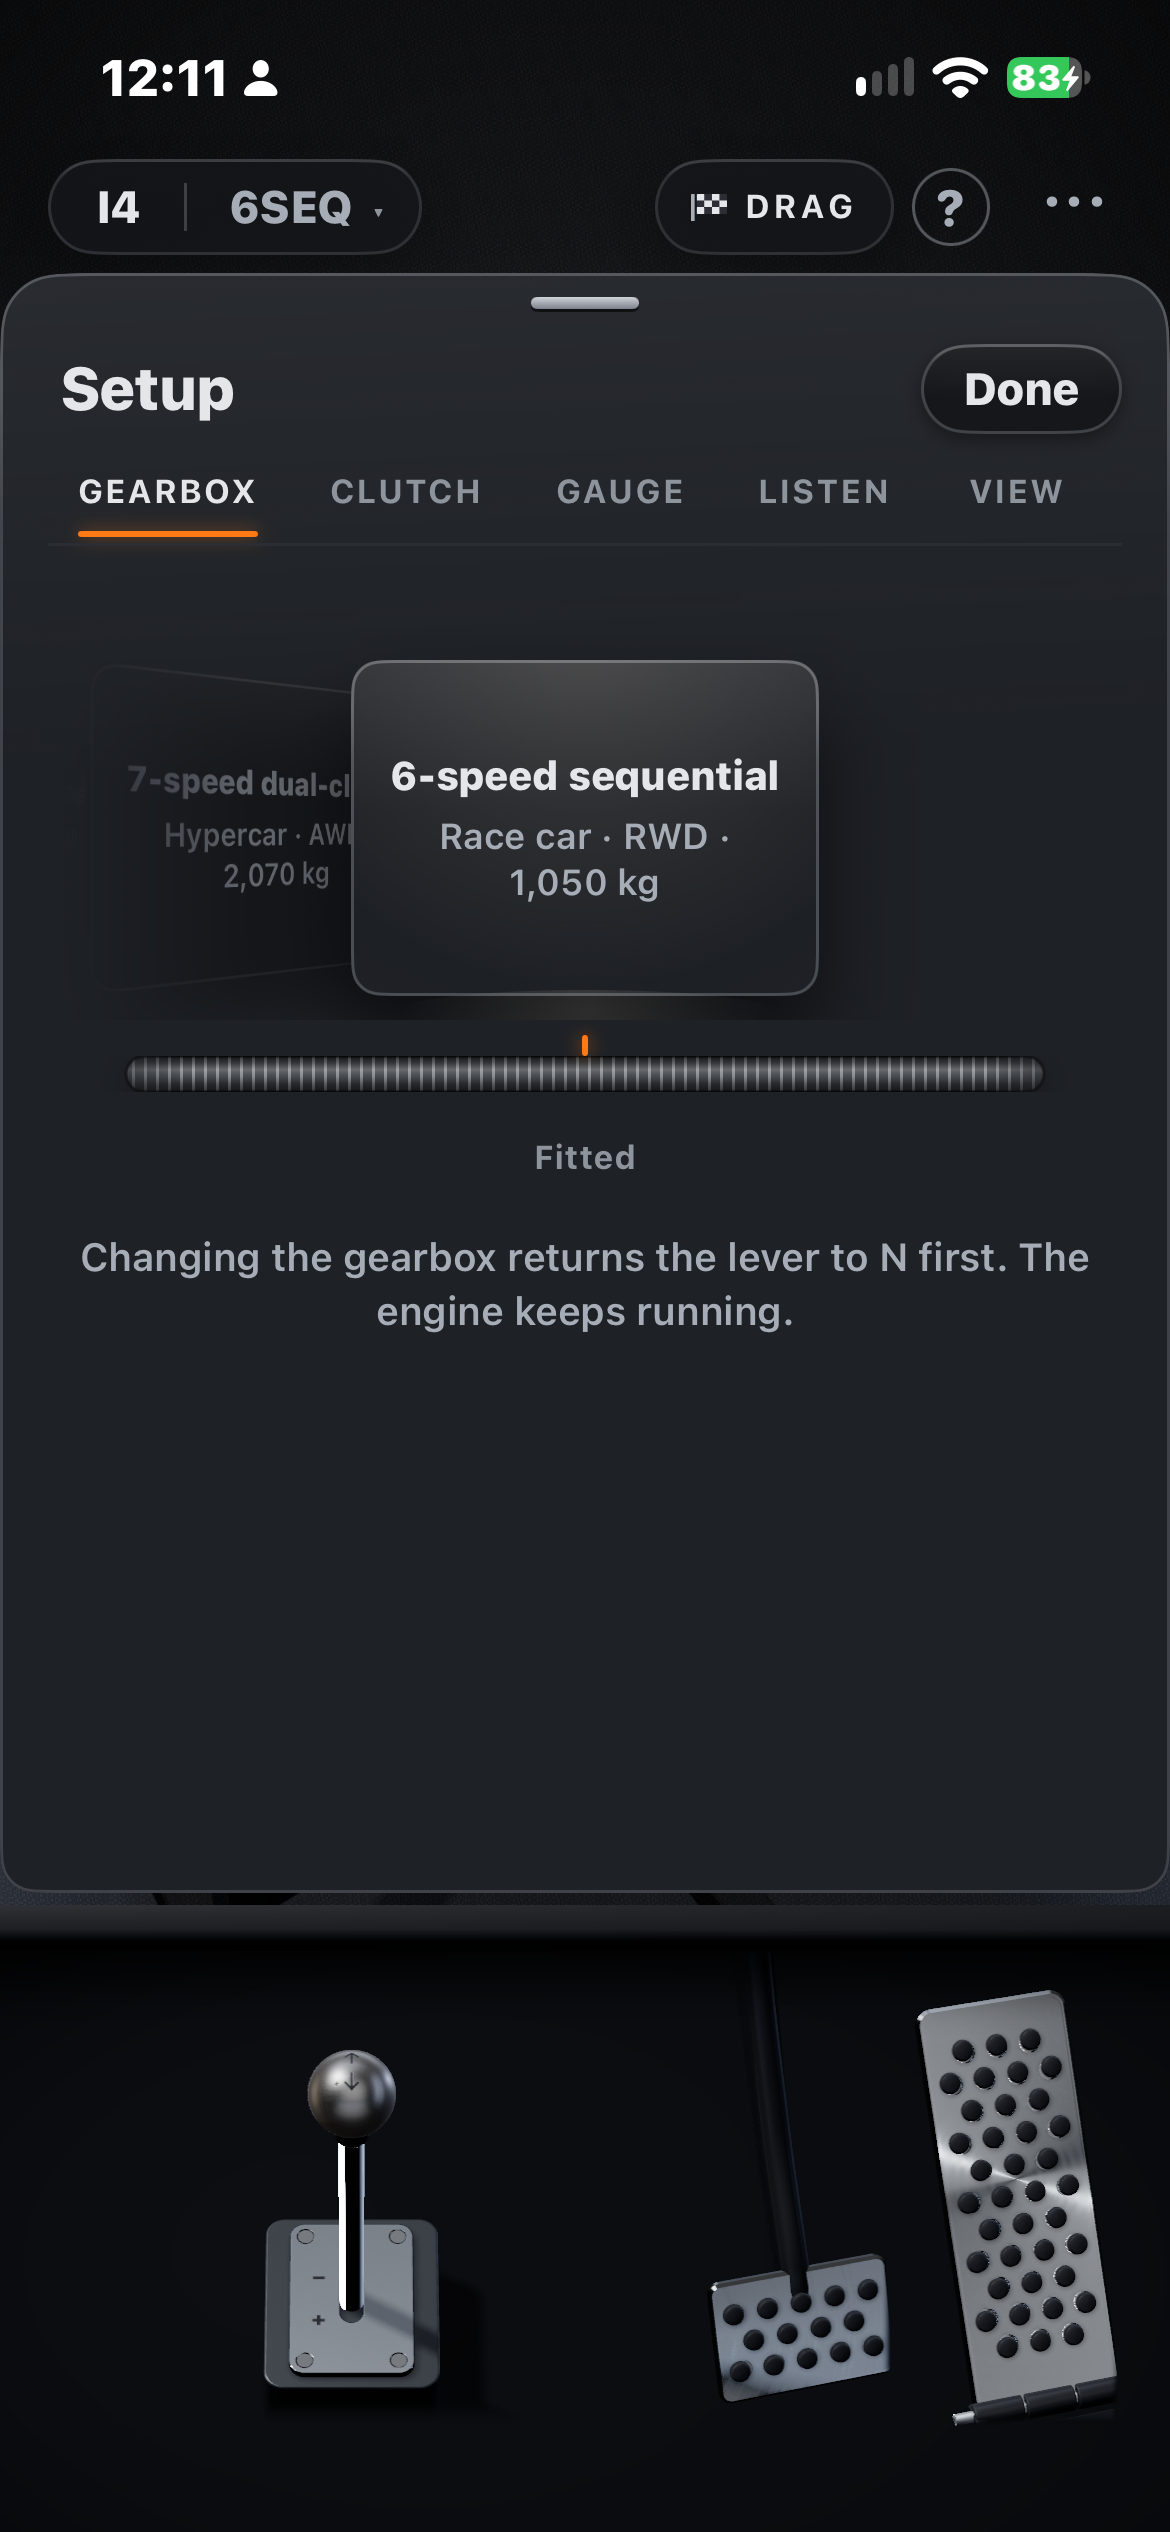 12:11
83
I4
6SEQ
DRAG
?
Setup
Done
GEARBOX CLUTCH GAUGE LISTEN VIEW
7-speed dual-cl
Hypercar · AW
2,070 kg
6-speed sequential
Race car · RWD ·
1,050 kg
Fitted
Changing the gearbox returns the lever to N first. The
engine keeps running.
−
+